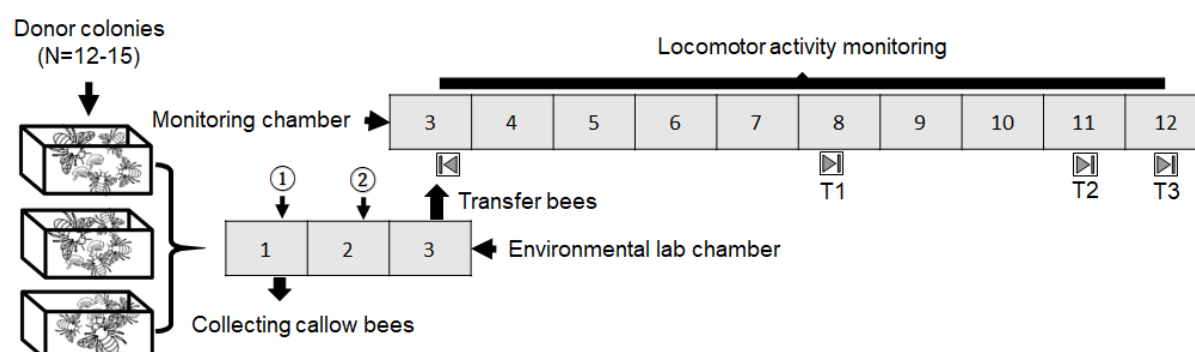 Donor colonies
(N=12-15)
Locomotor activity monitoring
Monitoring chamber
3 4 5 6 7 8 9 10 11 12
T1 T2 T3
① ②
Transfer bees
1 2 3
Environmental lab chamber
Collecting callow bees